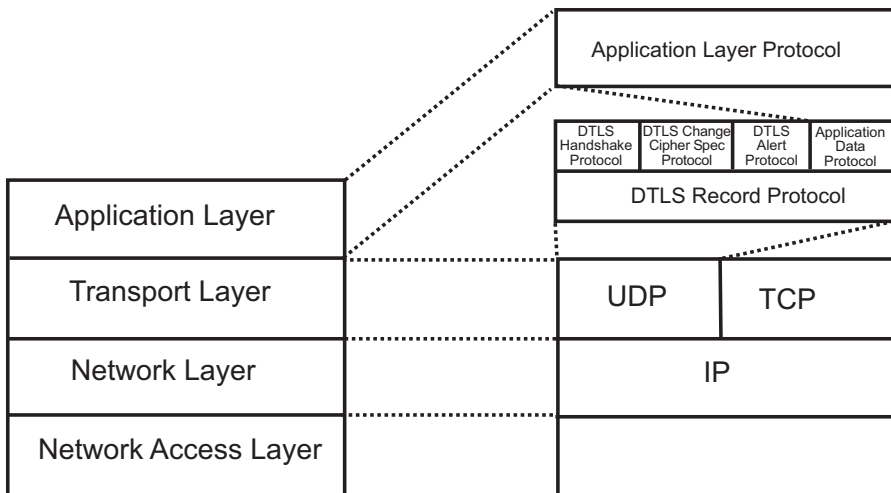 Application Layer Protocol
DTLS
Handshake
Protocol
DTLS Change
Cipher Spec
Protocol
DTLS
Alert
Protocol
Application
Data
Protocol
DTLS Record Protocol
Application Layer
Transport Layer
UDP
TCP
Network Layer
IP
Network Access Layer